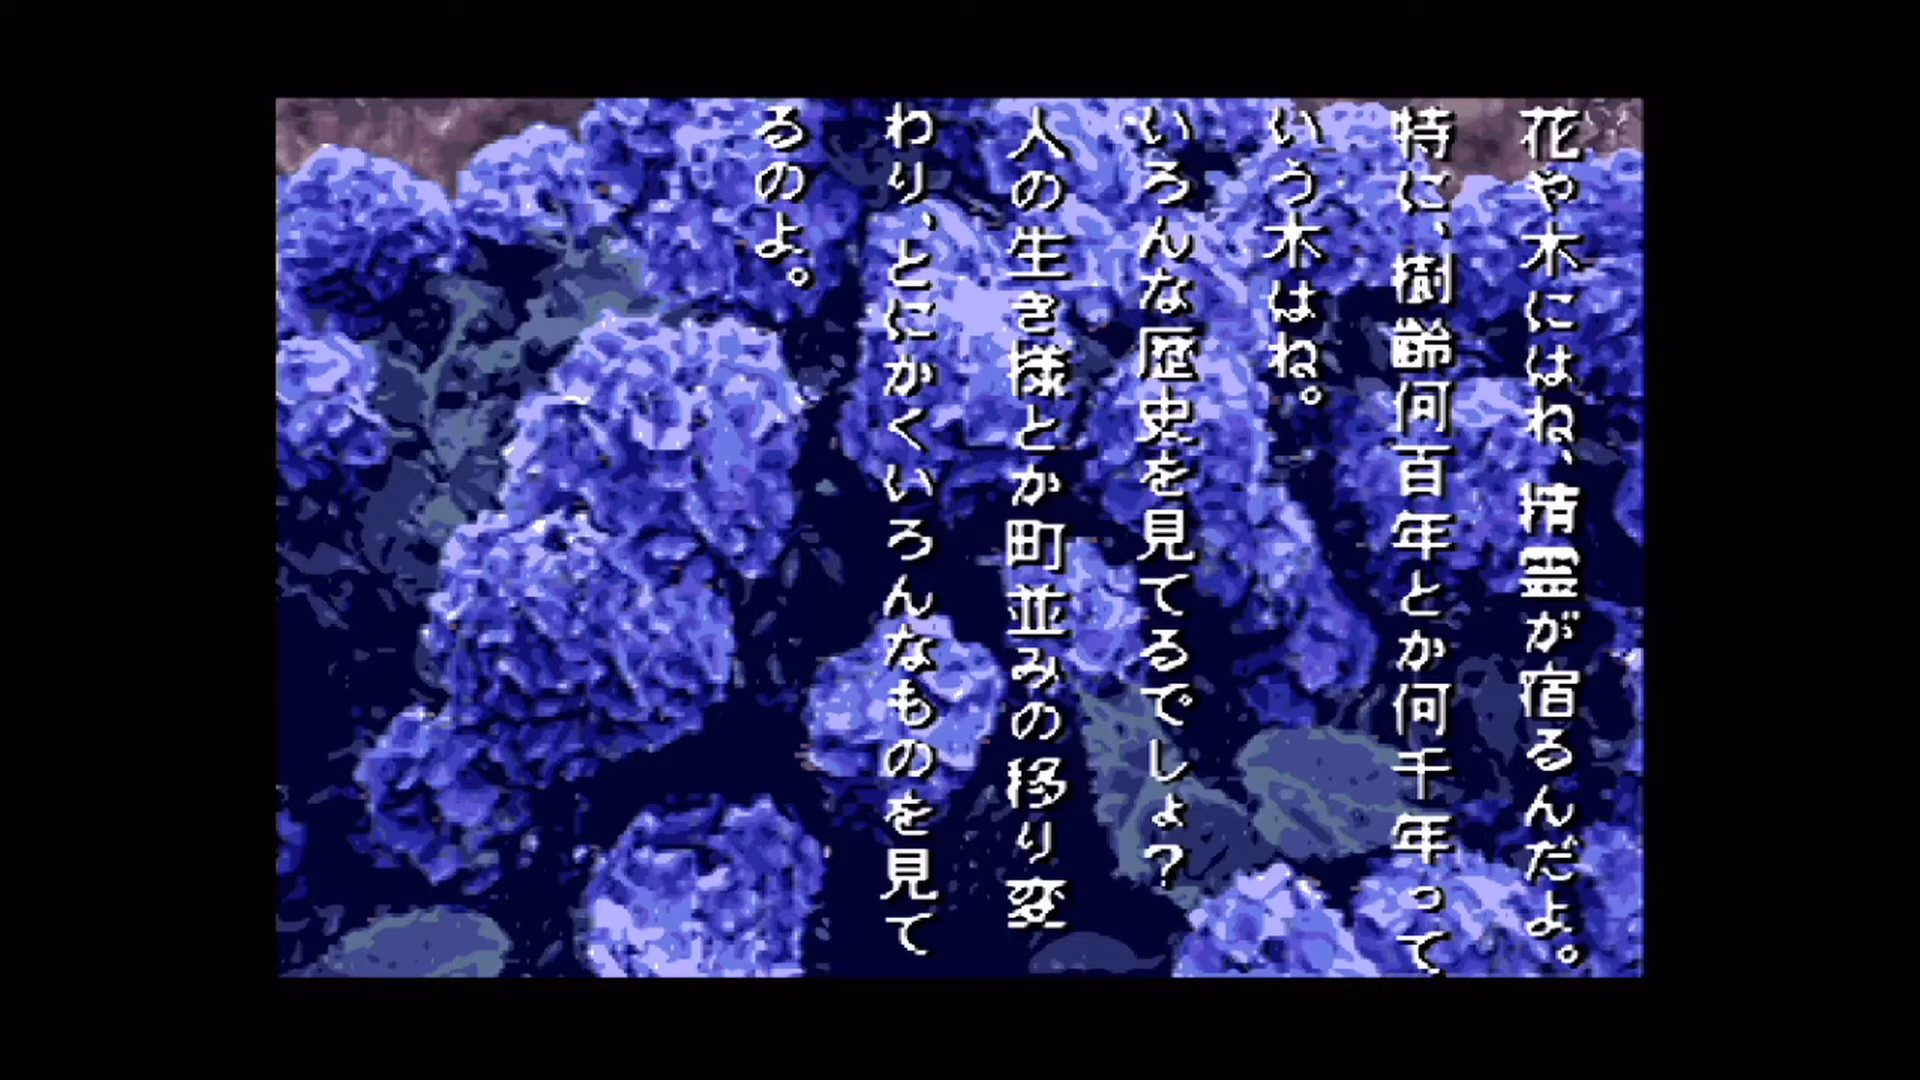 花や木にはね、精霊が宿るんだよ。
特に、樹齢何百年とか何千年って
いう木はね。
いろんな歴史を見てるでしょ？
人の生き様とか町並みの移り変
わり、とにかくいろんなものを見て
るのよ。